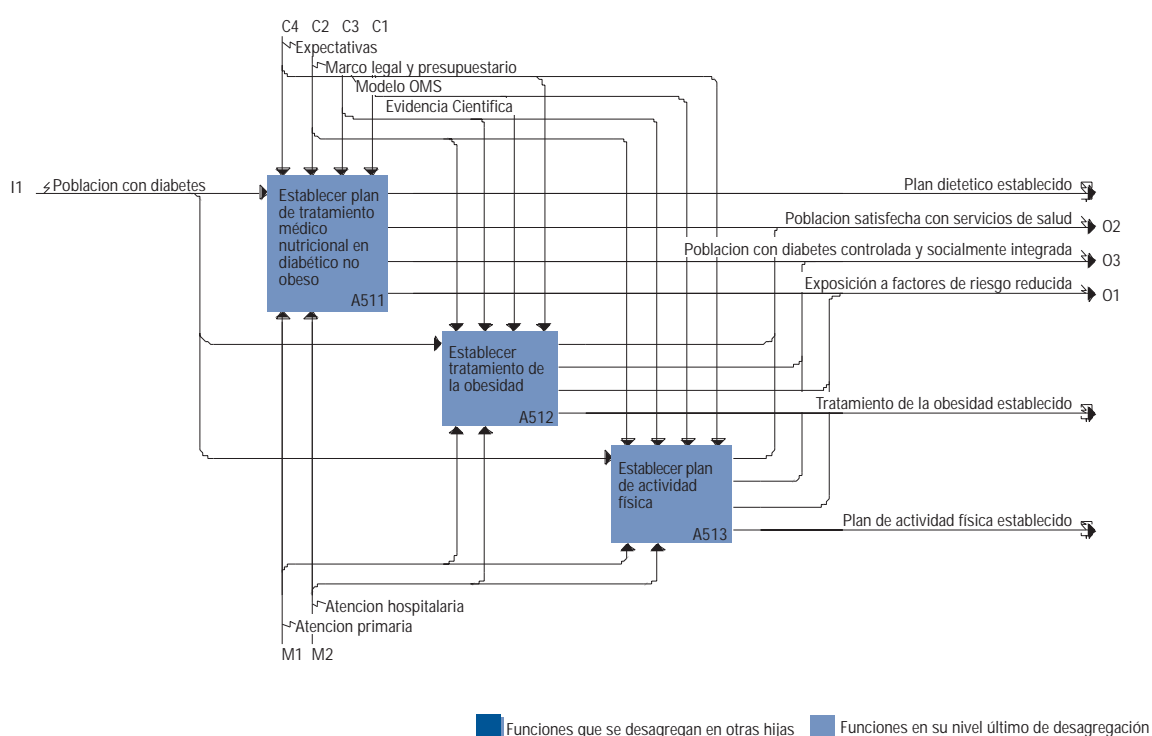 C4 C2 C3 C1
Expectativas
Marco legal y presupuestario
Modelo OMS
Evidencia Cientifica
I1 Poblacion con diabetes
Establecer plan
de tratamiento
médico
nutricional en
diabético no
obeso
A511
Plan dietetico establecido
Poblacion satisfecha con servicios de salud O2
Poblacion con diabetes controlada y socialmente integrada O3
Exposición a factores de riesgo reducida O1
Establecer
tratamiento de
la obesidad
A512
Tratamiento de la obesidad establecido
Establecer plan
de actividad
física
A513
Plan de actividad física establecido
Atencion hospitalaria
Atencion primaria
M1 M2
Funciones que se desagregan en otras hijas Funciones en su nivel último de desagregación